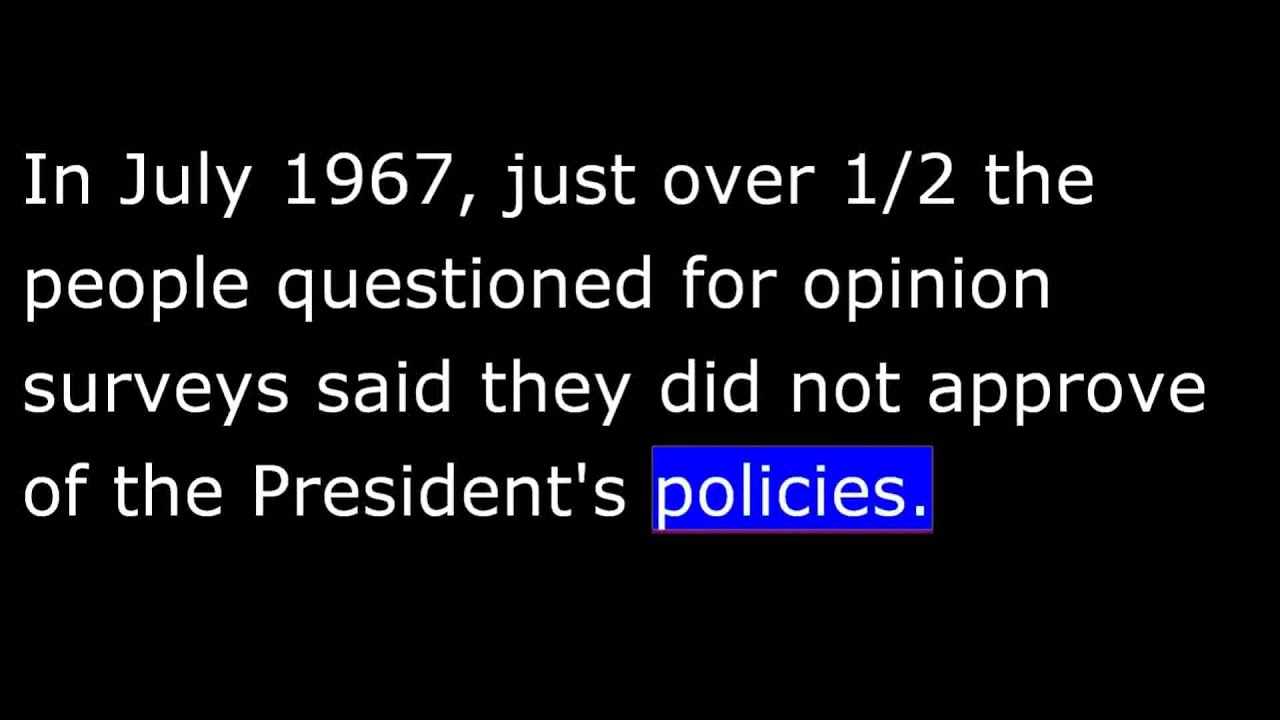 In July 1967, just over 1/2 the
people questioned for opinion
surveys said they did not approve
of the President's policies.